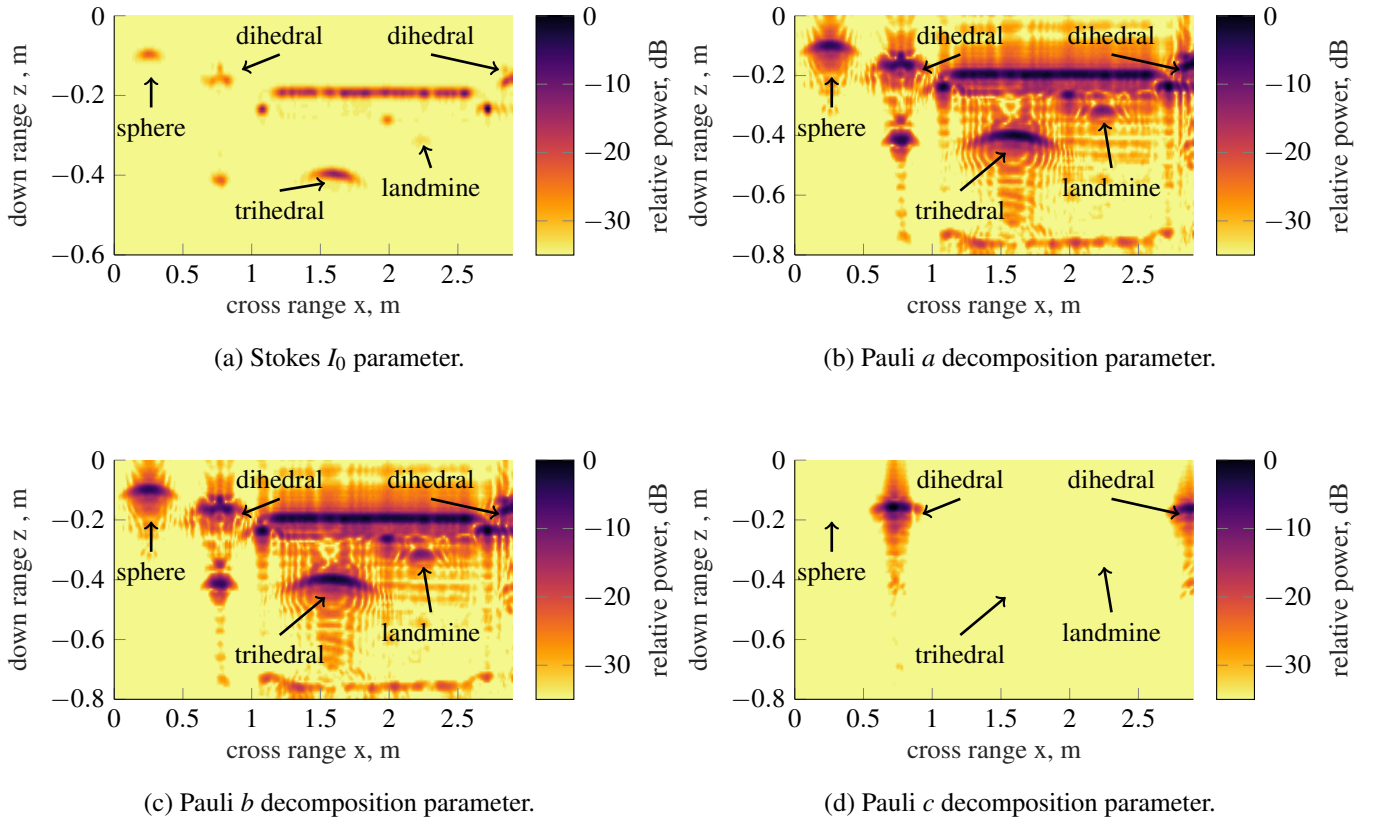 0
−0.2
−0.4
−0.6
down range z , m
0
0.5
1
1.5
2
2.5
cross range x, m
sphere
dihedral
dihedral
trihedral
landmine
0
−10
−20
−30
relative power, dB
(a) Stokes I0 parameter.
0
−0.2
−0.4
−0.6
−0.8
down range z , m
0
0.5
1
1.5
2
2.5
cross range x, m
sphere
dihedral
dihedral
trihedral
landmine
0
−10
−20
−30
relative power, dB
(b) Pauli a decomposition parameter.
0
−0.2
−0.4
−0.6
−0.8
down range z , m
0
0.5
1
1.5
2
2.5
cross range x, m
sphere
dihedral
dihedral
trihedral
landmine
0
−10
−20
−30
relative power, dB
(c) Pauli b decomposition parameter.
0
−0.2
−0.4
−0.6
−0.8
down range z , m
0
0.5
1
1.5
2
2.5
cross range x, m
sphere
dihedral
dihedral
trihedral
landmine
0
−10
−20
−30
relative power, dB
(d) Pauli c decomposition parameter.